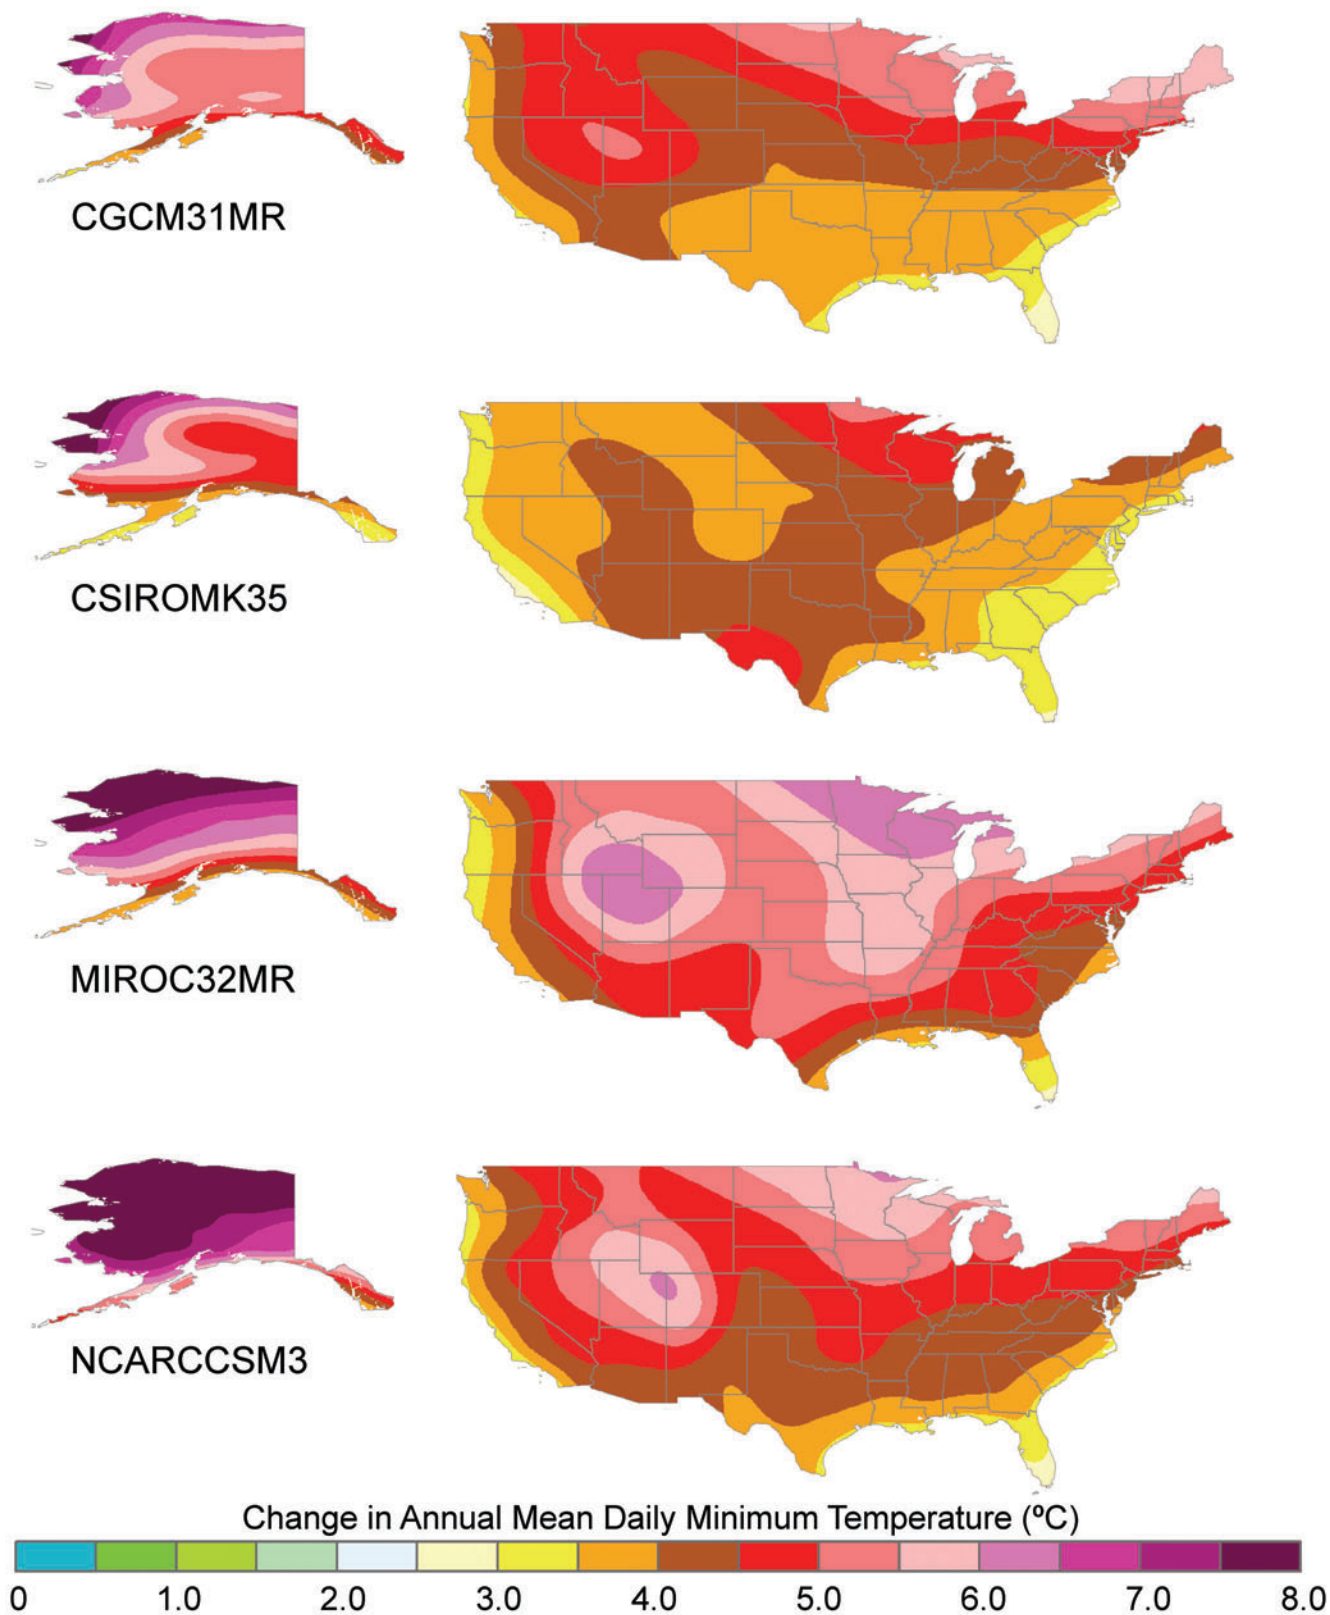 CGCM31MR
CSIROMK35
MIROC32MR
NCARCCSM3
Change in Annual Mean Daily Minimum Temperature (ºC)
0 1.0 2.0 3.0 4.0 5.0 6.0 7.0 8.0